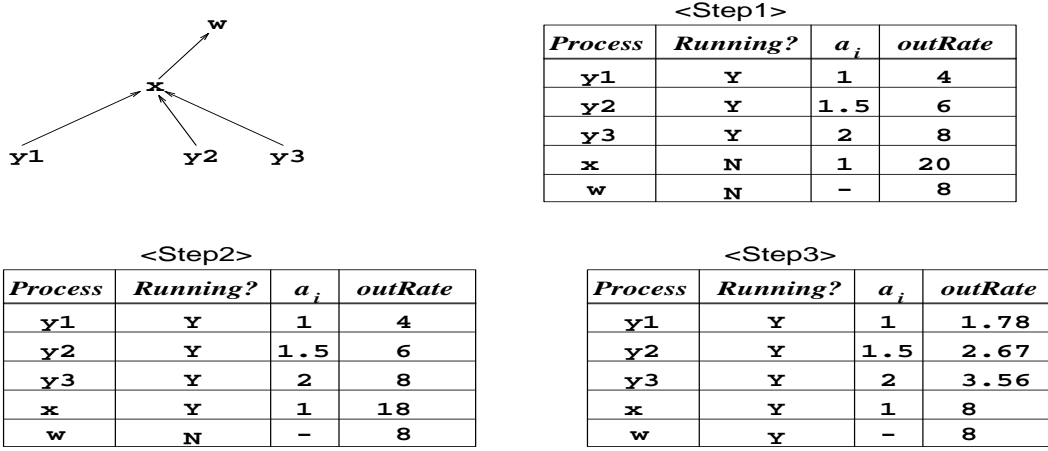 w
x
y1 y2 y3
<Step1>
Process Running? a i outRate
y1 Y 1 4
y2 Y 1.5 6
y3 Y 2 8
x N 1 20
w N - 8
<Step2>
Process Running? a i outRate
y1 Y 1 4
y2 Y 1.5 6
y3 Y 2 8
x Y 1 18
w N - 8
<Step3>
Process Running? a i outRate
y1 Y 1 1.78
y2 Y 1.5 2.67
y3 Y 2 3.56
x Y 1 8
w Y - 8